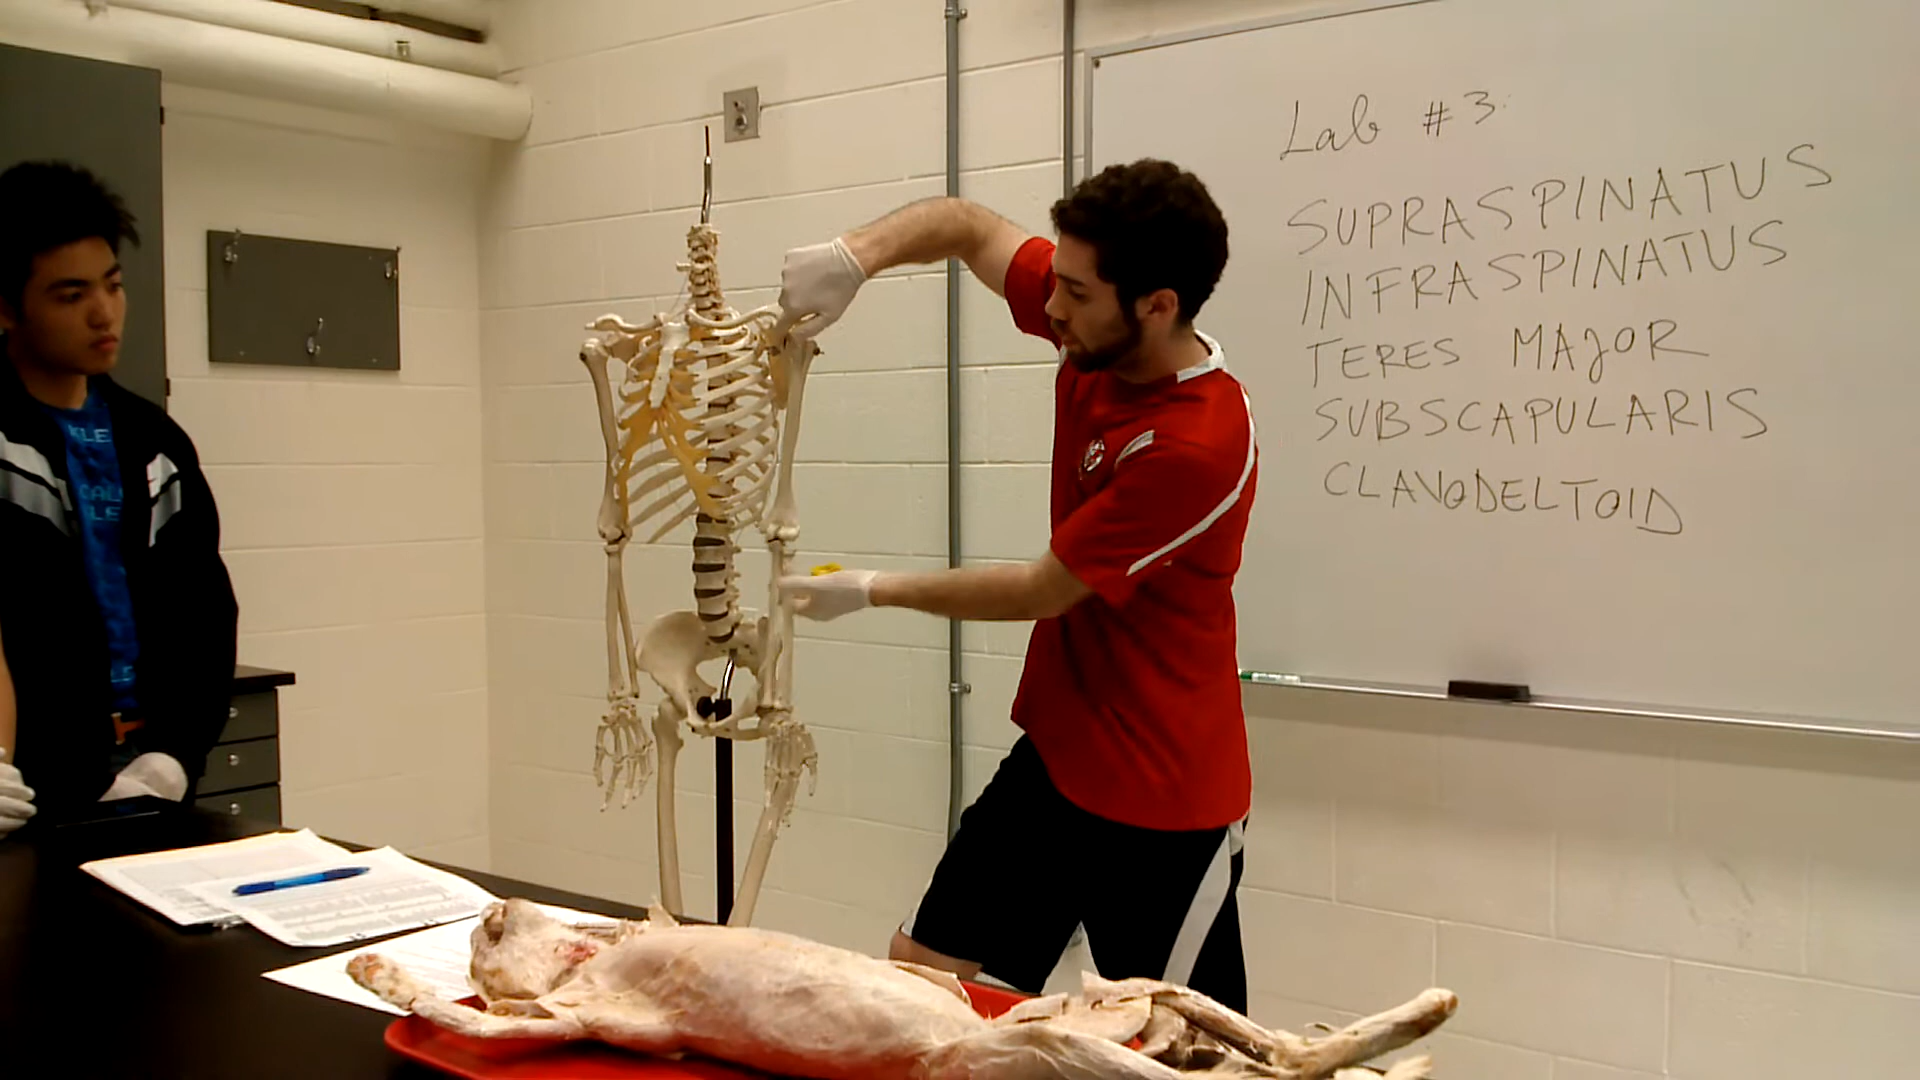 Lab #3:
SUPRASPINATUS
INFRASPINATUS
TERES MAJOR
SUBSCAPULARIS
CLAVODELTOID